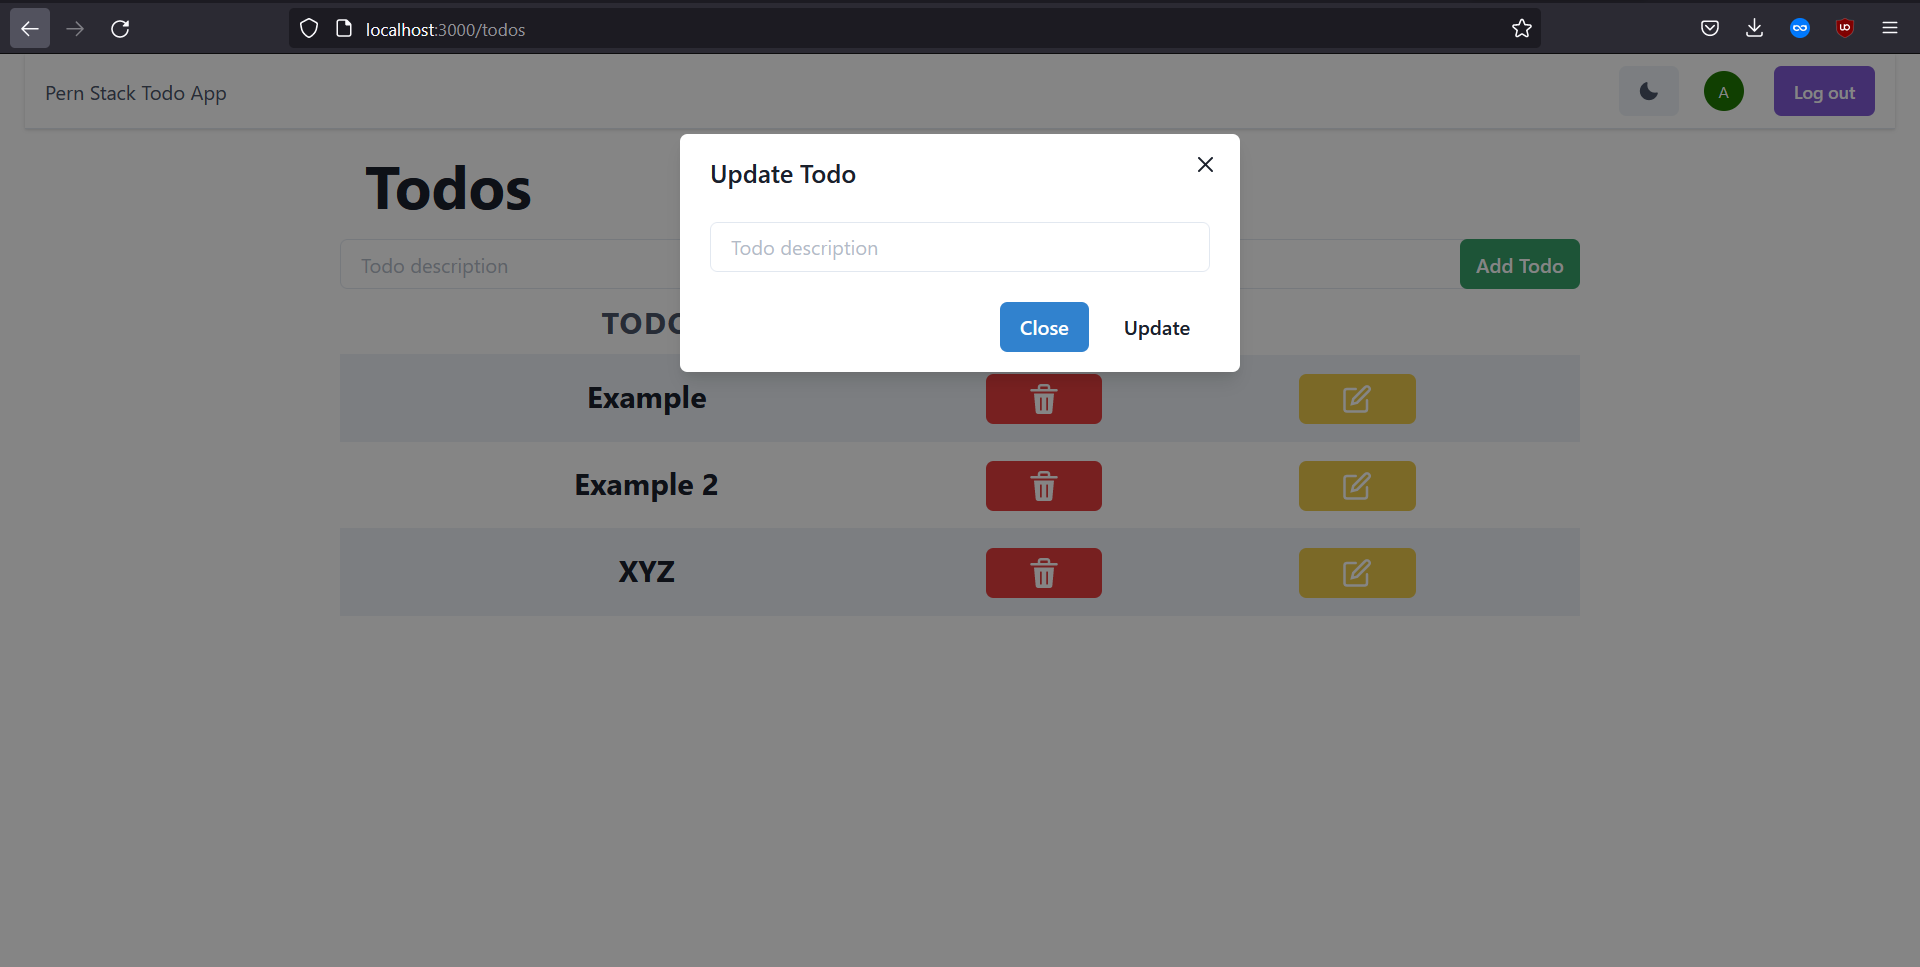 localhost:3000/todos
Pern Stack Todo App
A
Log out
Todos
Update Todo
Todo description
Todo description
Add Todo
Close
Update
Example
Example 2
XYZ